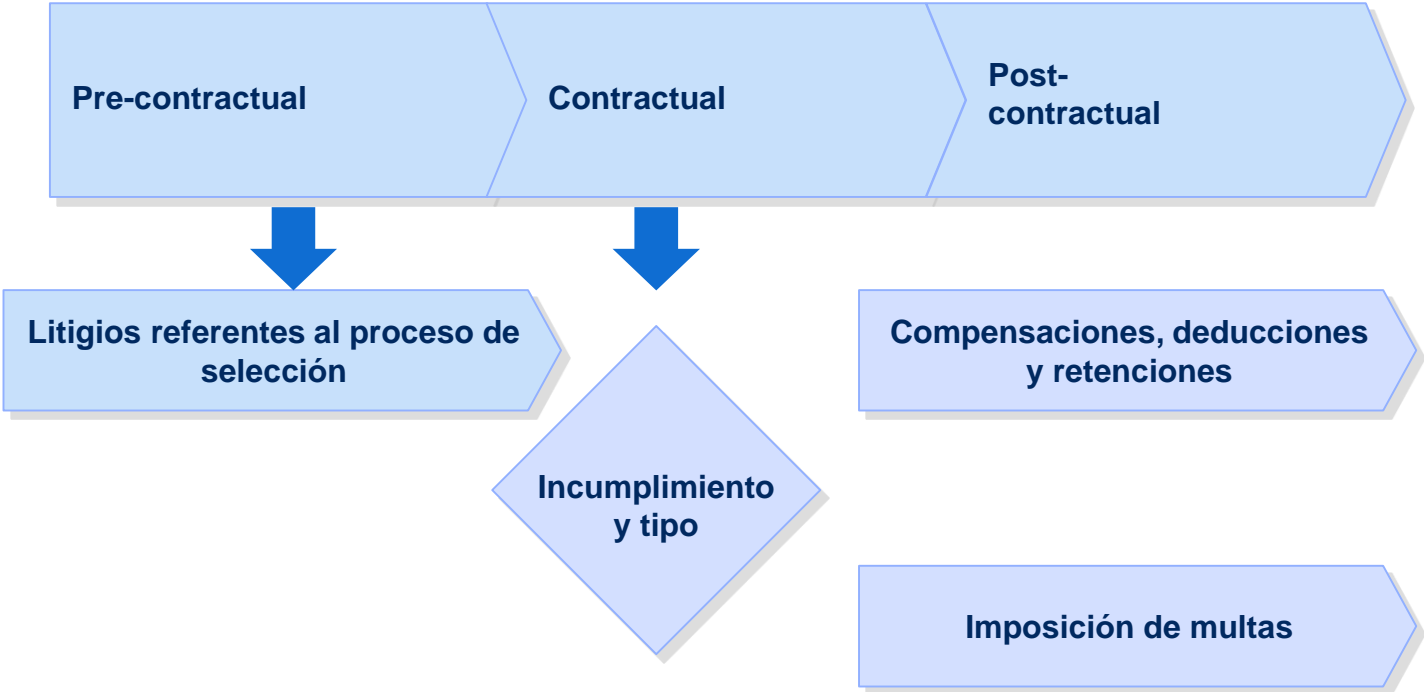 Pre-contractual
Contractual
Post-
contractual
Litigios referentes al proceso de
selección
Compensaciones, deducciones
y retenciones
Incumplimiento
y tipo
Imposición de multas